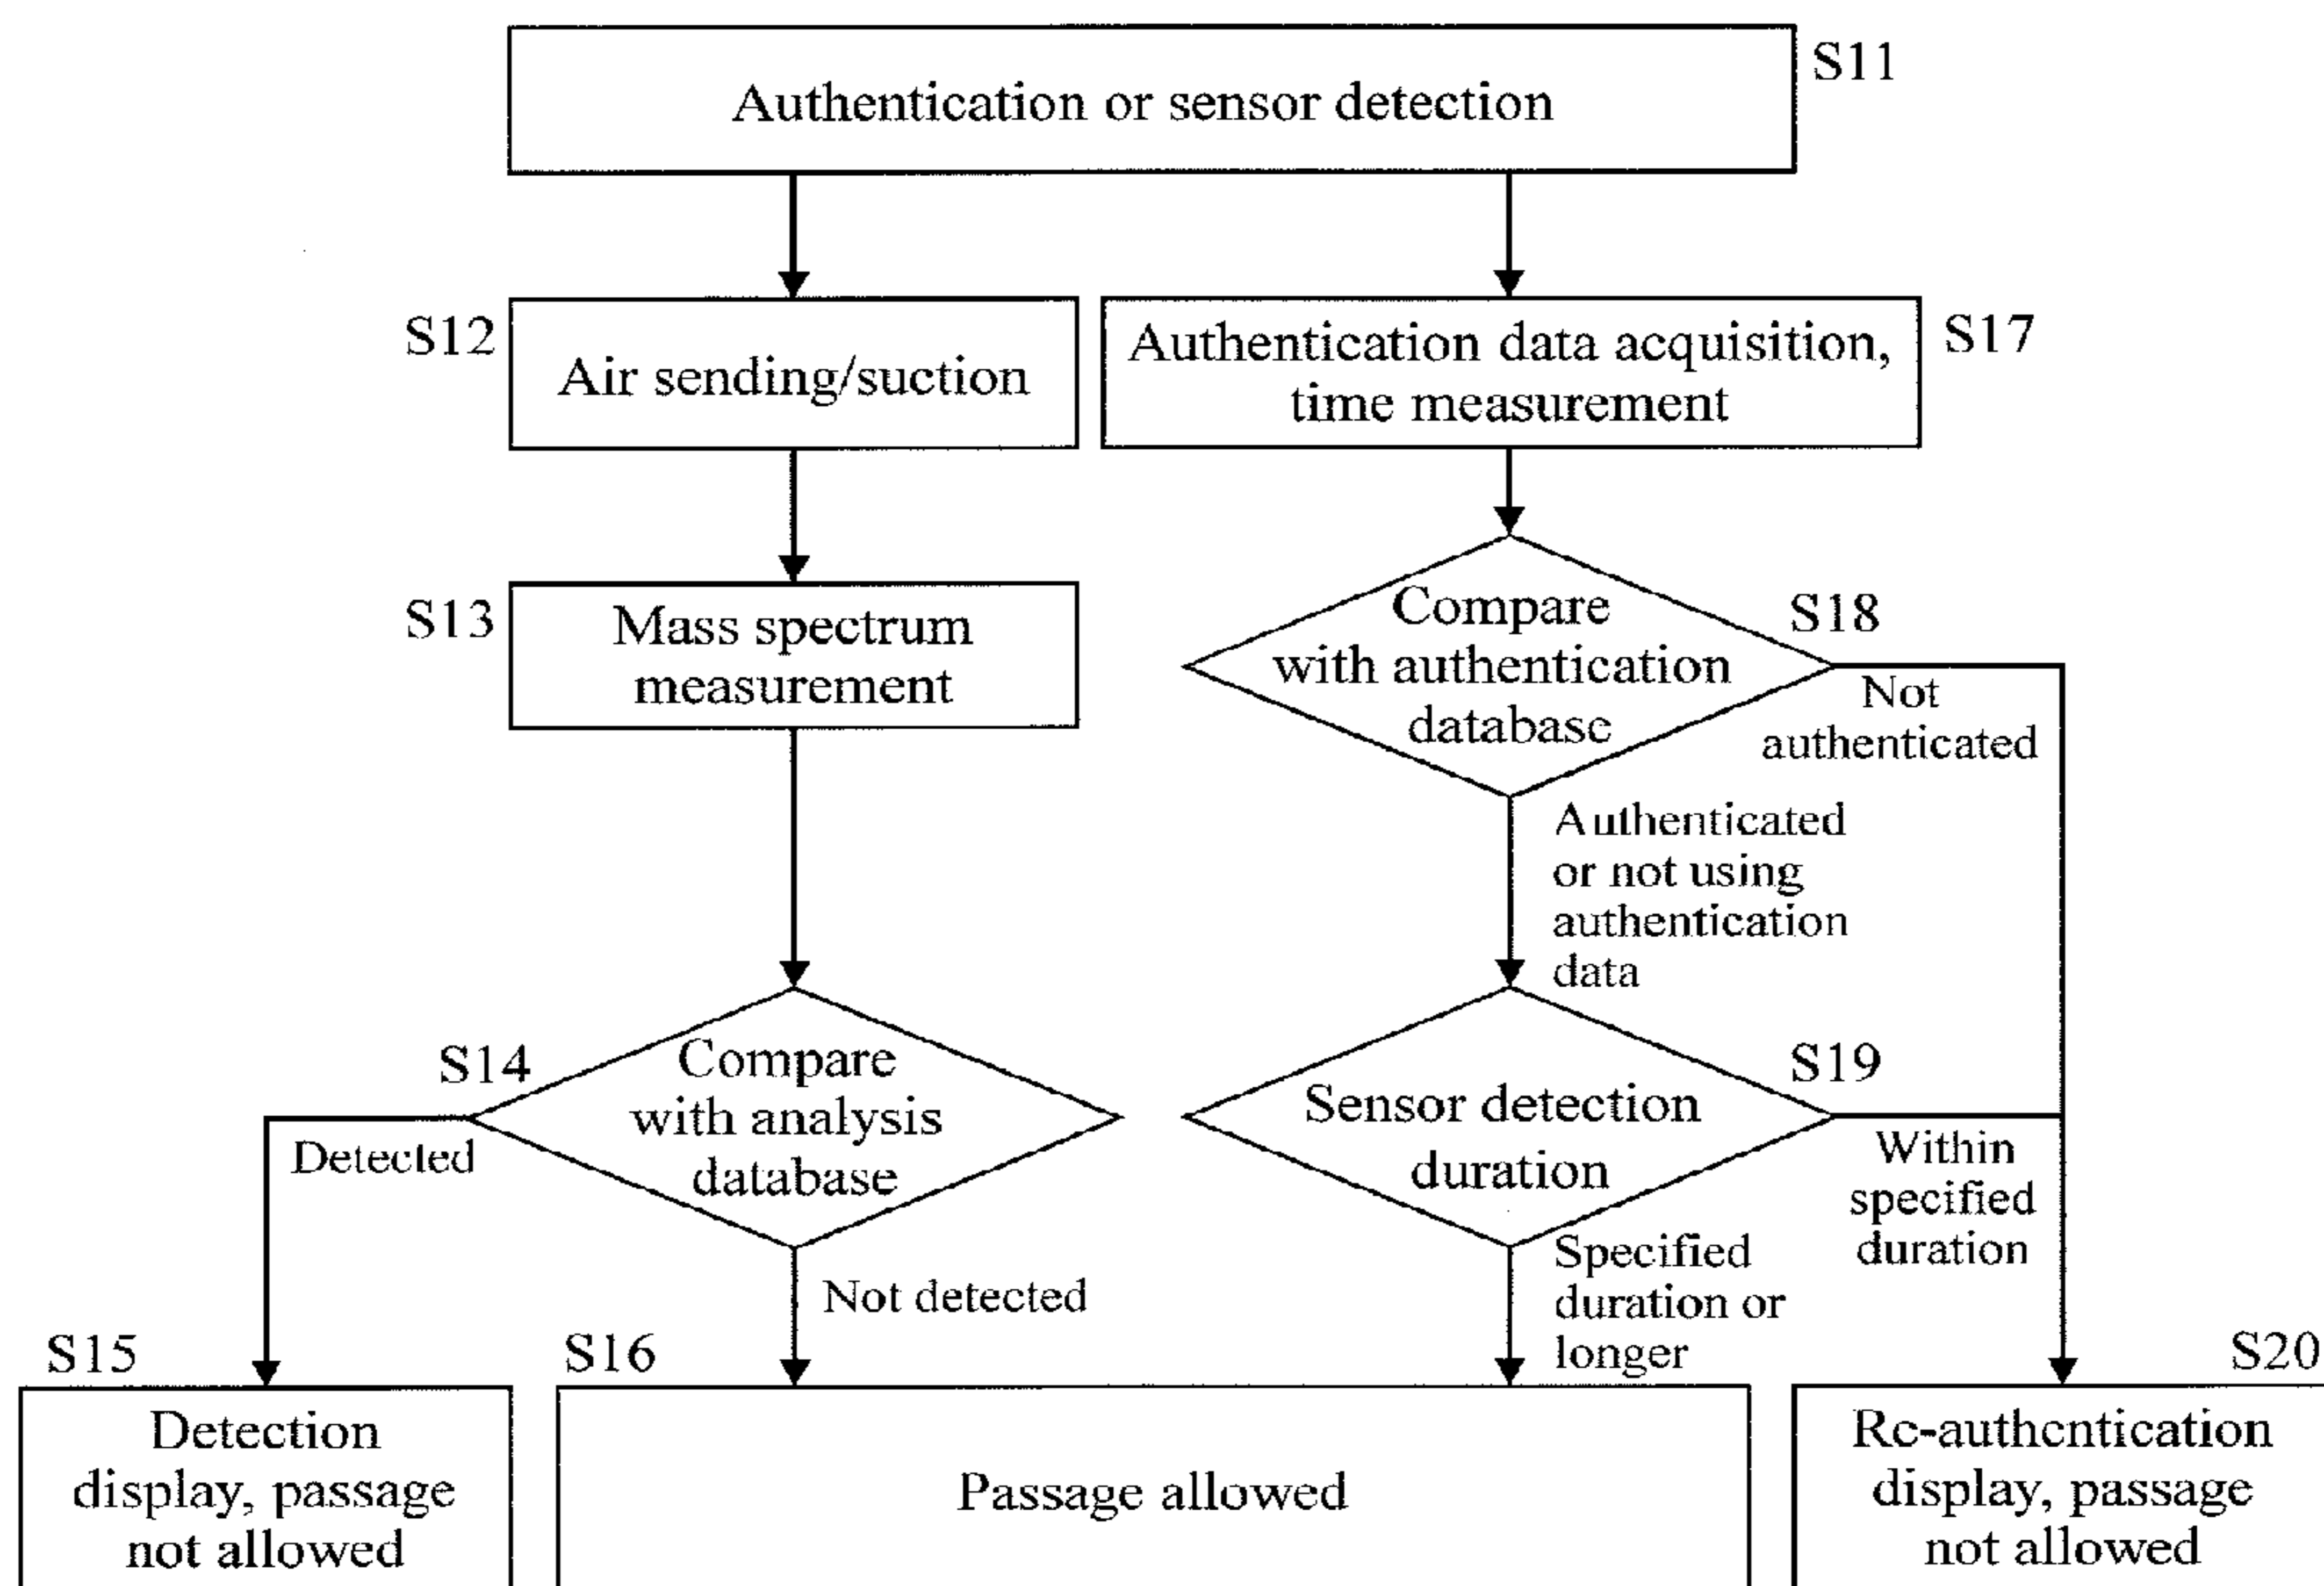 Authentication or sensor detection
S11
S12
Air sending/suction
Authentication data acquisition,
time measurement
S17
S13
Mass spectrum
measurement
Compare
with authentication
database
S18
Not
authenticated
Authenticated
or not using
authentication
data
S14
Compare
with analysis
database
Detected
Not detected
Sensor detection
duration
S19
Within
specified
duration
Specified
duration or
longer
S15
Detection
display, passage
not allowed
S16
Passage allowed
S20
Re-authentication
display, passage
not allowed